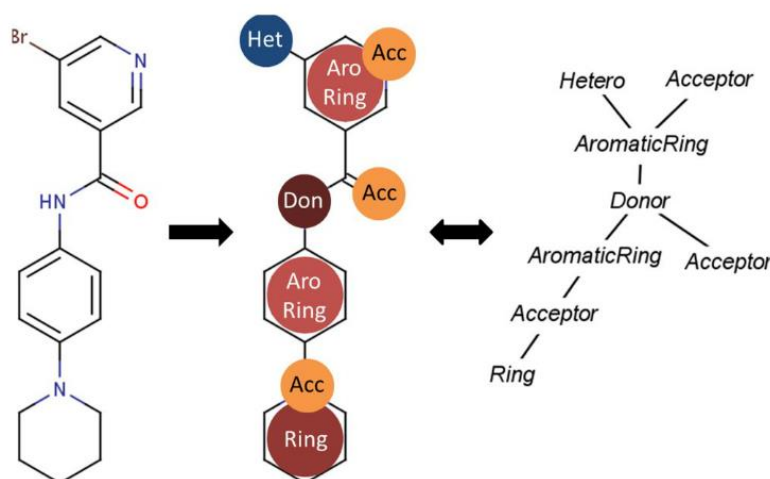 Br
N
O
HN
N
Het
Acc
Aro
Ring
Don
Acc
Aro
Ring
Acc
Ring
Hetero
Acceptor
AromaticRing
Donor
AromaticRing
Acceptor
Acceptor
Ring